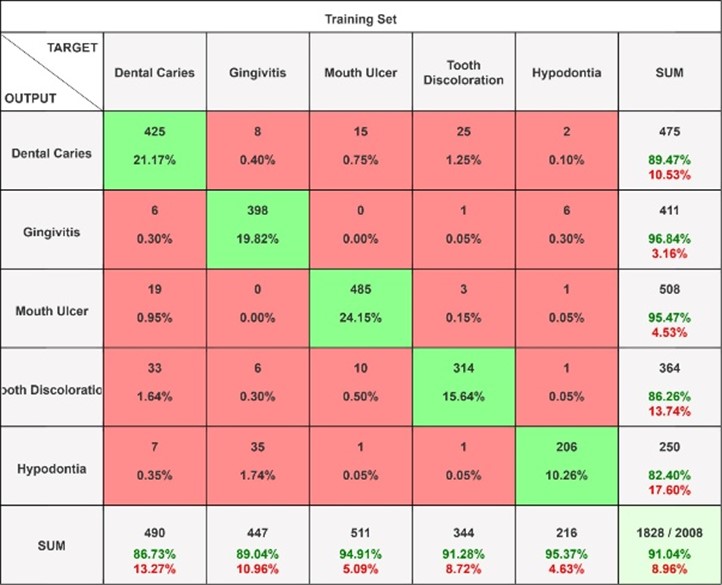 Training Set
TARGET
OUTPUT
Dental Caries Gingivitis Mouth Ulcer Tooth Discoloration Hypodontia SUM
Dental Caries 425 8 15 25 2 475
21.17% 0.40% 0.75% 1.25% 0.10% 89.47%
10.53%
Gingivitis 6 398 0 1 6 411
0.30% 19.82% 0.00% 0.05% 0.30% 96.84%
3.16%
Mouth Ulcer 19 0 485 3 1 508
0.95% 0.00% 24.15% 0.15% 0.05% 95.47%
4.53%
ooth Discoloratio 33 6 10 314 1 364
1.64% 0.30% 0.50% 15.64% 0.05% 86.26%
13.74%
Hypodontia 7 35 1 1 206 250
0.35% 1.74% 0.05% 0.05% 10.26% 82.40%
17.60%
SUM 490 447 511 344 216 1828 / 2008
86.73% 89.04% 94.91% 91.28% 95.37% 91.04%
13.27% 10.96% 5.09% 8.72% 4.63% 8.96%